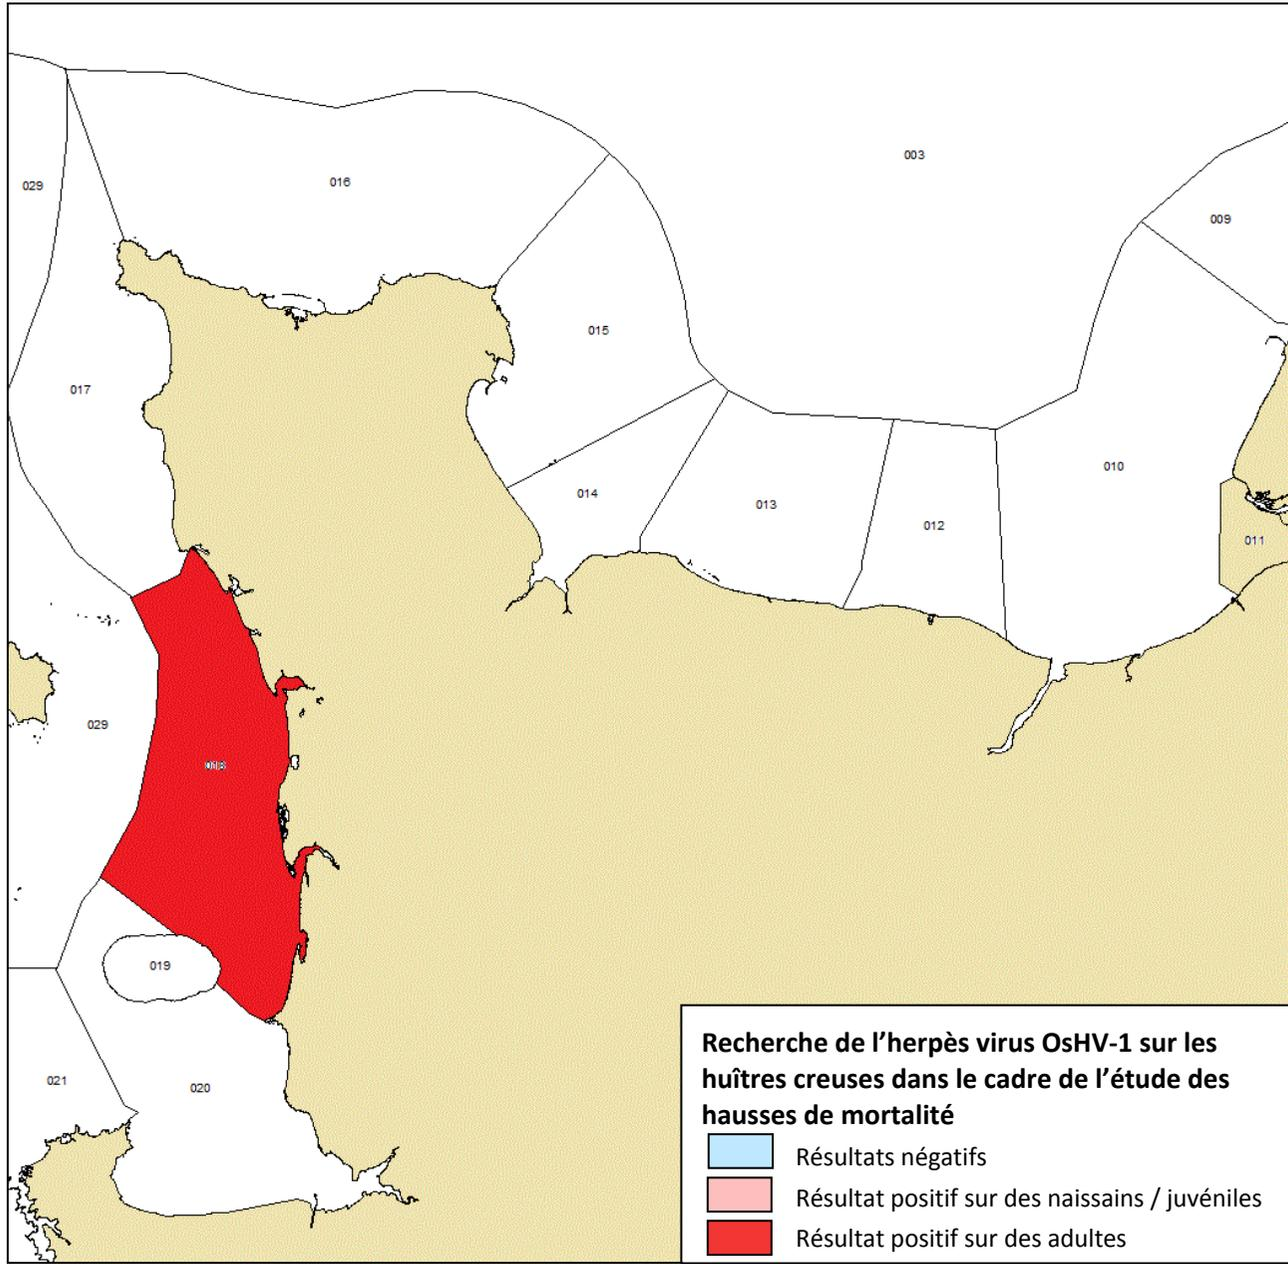 003
016
029
009
015
017
010
014
013
012
011
029
018
019
021
020
Recherche de l’herpès virus OsHV-1 sur les
huîtres creuses dans le cadre de l’étude des
hausses de mortalité
Résultats négatifs
Résultat positif sur des naissains / juvéniles
Résultat positif sur des adultes